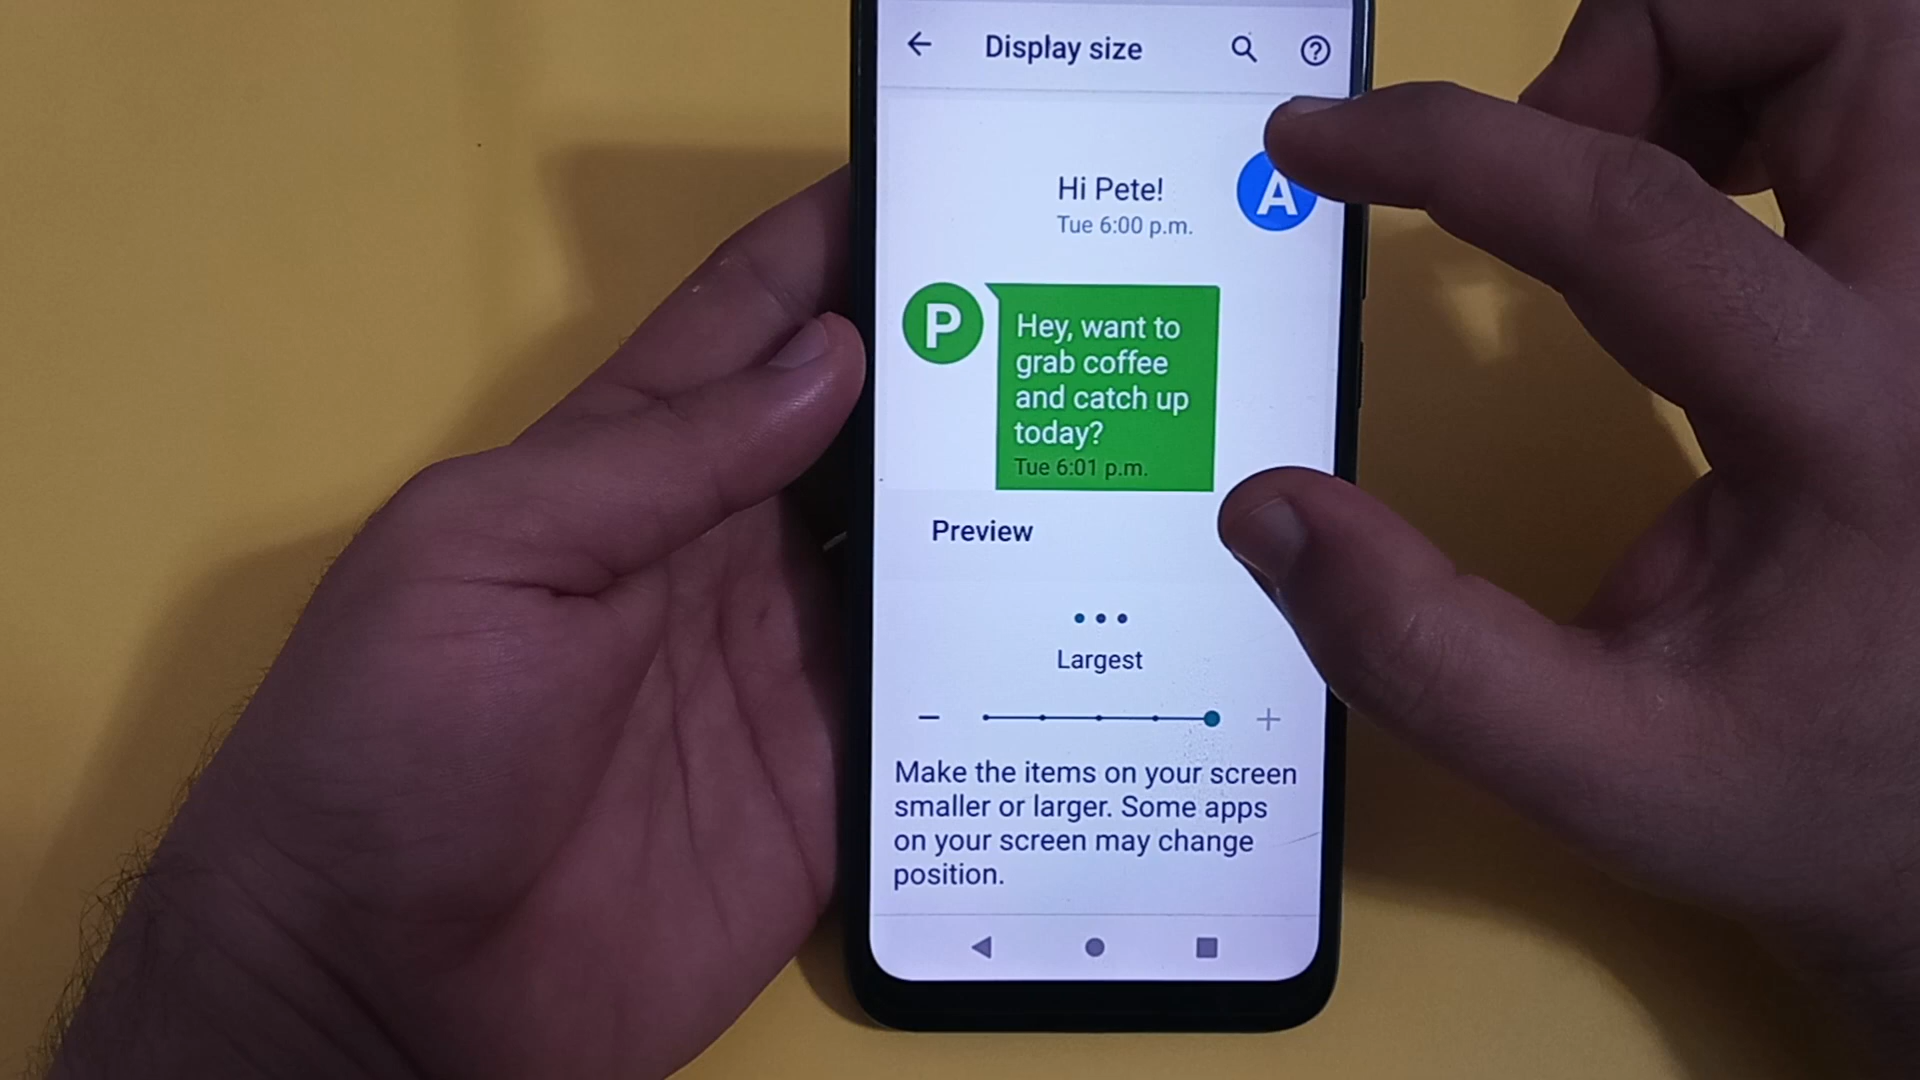 Display size
Hi Pete!
A
Tue 6:00 p.m.
P
Hey, want to
grab coffee
and catch up
today?
Tue 6:01 p.m.
Preview
Largest
Make the items on your screen
smaller or larger. Some apps
on your screen may change
position.